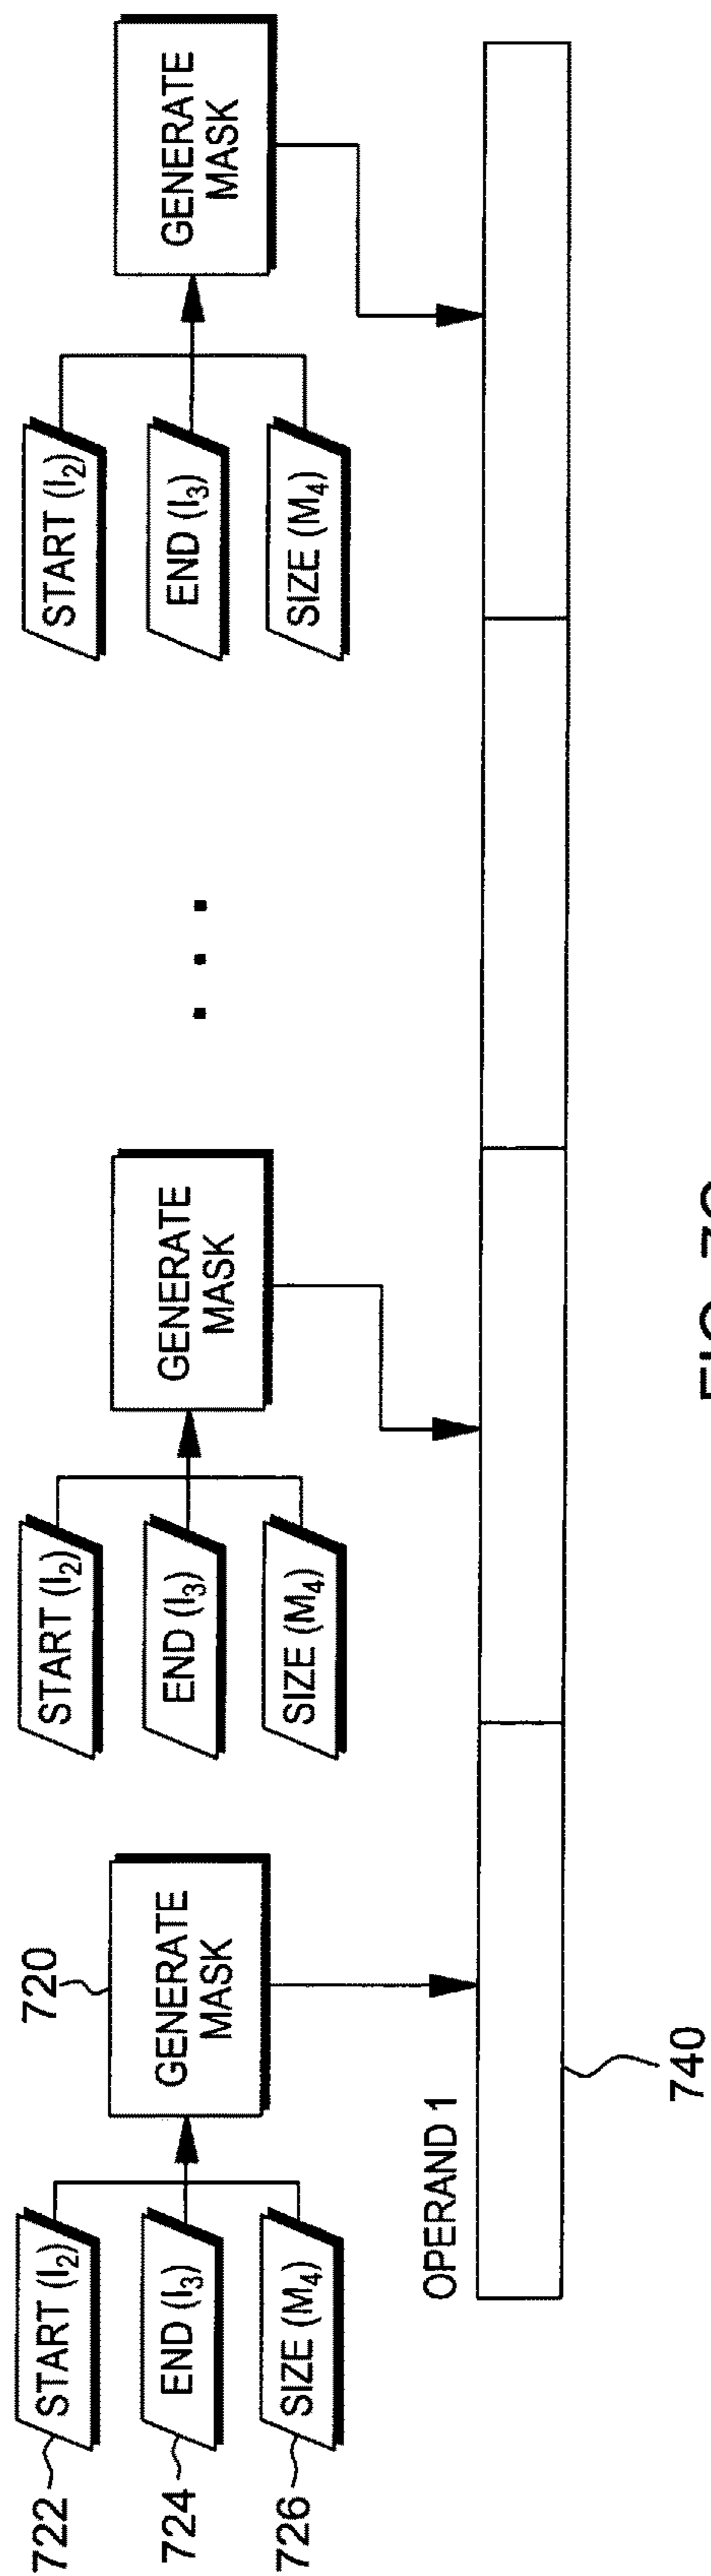 720
START (I₂)
START (I₂)
START (I₂)
722
GENERATE
MASK
GENERATE
MASK
GENERATE
MASK
END (I₃)
END (I₃)
END (I₃)
724
SIZE (M₄)
SIZE (M₄)
SIZE (M₄)
726
OPERAND 1
740